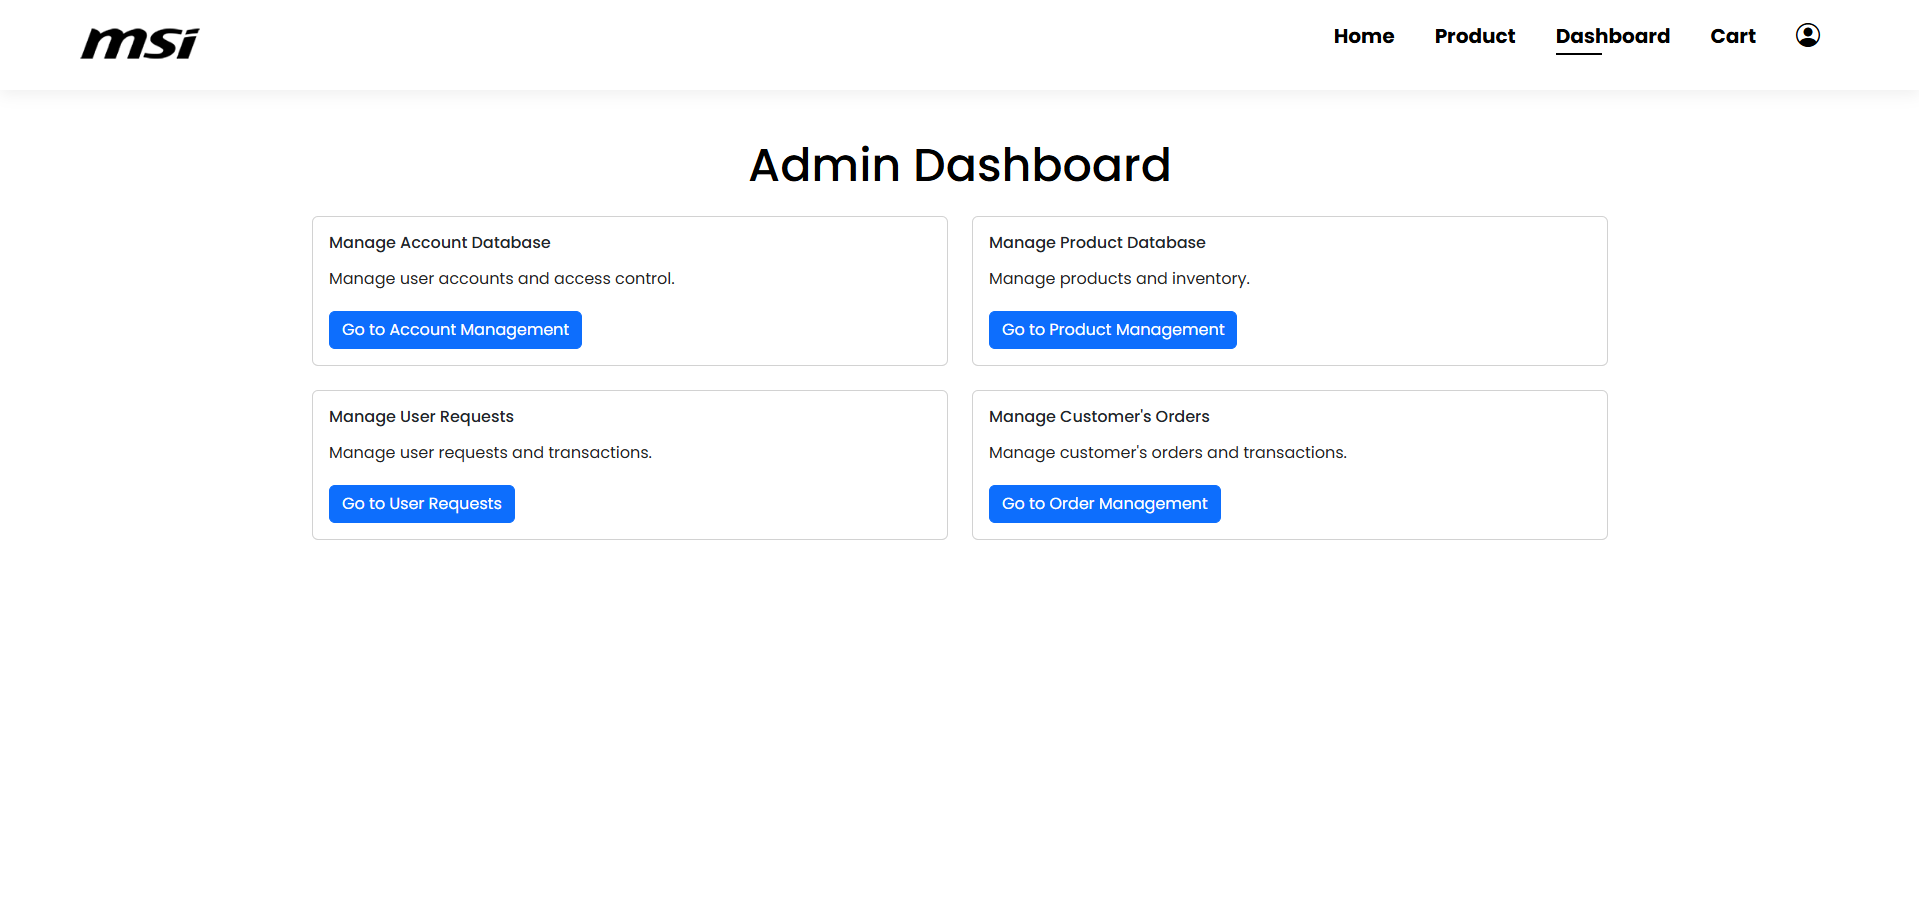 msi
Home Product Dashboard Cart
Admin Dashboard
Manage Account Database
Manage user accounts and access control.
Go to Account Management
Manage Product Database
Manage products and inventory.
Go to Product Management
Manage User Requests
Manage user requests and transactions.
Go to User Requests
Manage Customer's Orders
Manage customer's orders and transactions.
Go to Order Management